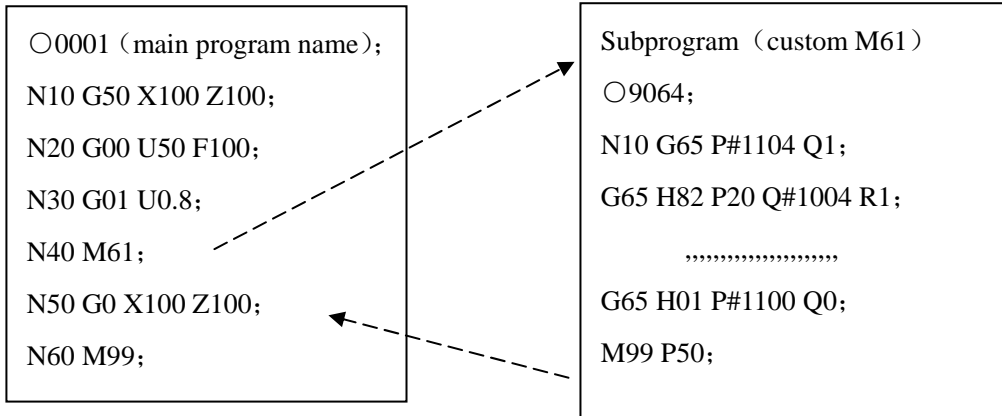 ○0001（main program name）；
N10 G50 X100 Z100；
N20 G00 U50 F100；
N30 G01 U0.8；
N40 M61；
N50 G0 X100 Z100；
N60 M99；
Subprogram（custom M61）
○9064；
N10 G65 P#1104 Q1；
G65 H82 P20 Q#1004 R1；
,,,,,,,,,,,,,,,,,,,,,,
G65 H01 P#1100 Q0；
M99 P50；